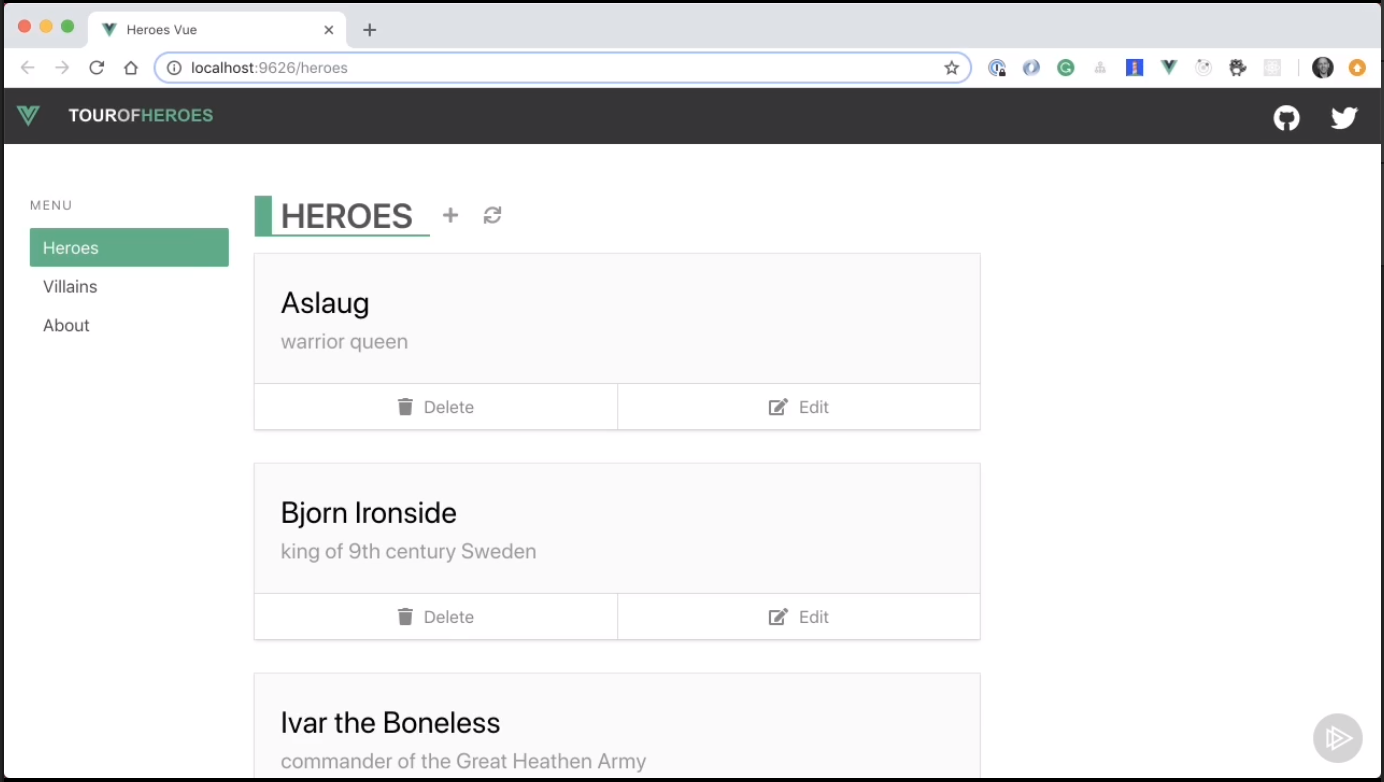 Heroes Vue
localhost:9626/heroes
TOUROFHEROES
MENU
Heroes
Villains
About
HEROES
Aslaug
warrior queen
Delete Edit
Bjorn Ironside
king of 9th century Sweden
Delete Edit
Ivar the Boneless
commander of the Great Heathen Army